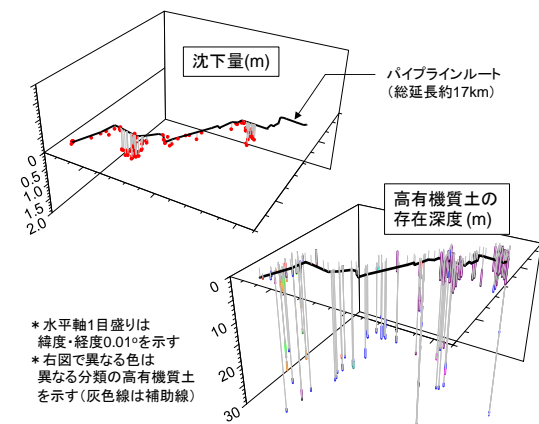 沈下量(m)
パイプラインルート
(総延長約17km)
0
0.5
1.0
1.5
2.0
高有機質土の
存在深度(m)
0
10
20
30
＊水平軸1目盛りは
緯度・経度0.01°を示す
＊右図で異なる色は
異なる分類の高有機質土
を示す(灰色線は補助線)